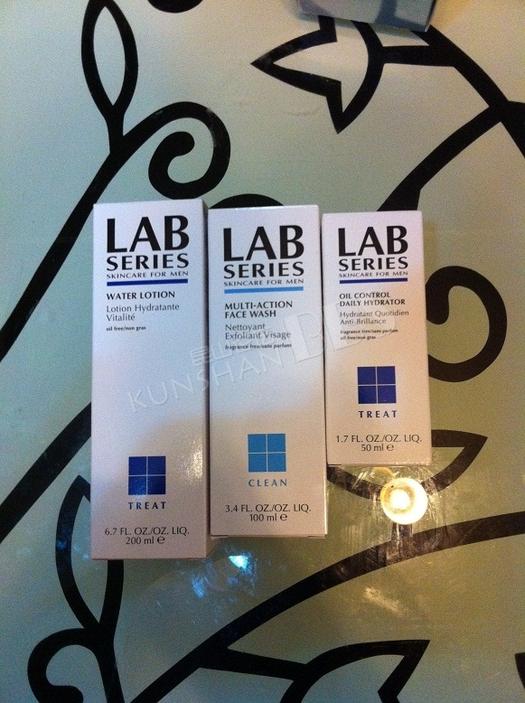 LAB
SERIES
SKINCARE FOR MEN
WATER LOTION
Lotion Hydratante
Vitalité
oil free/non gras
TREAT
6.7 FL. OZ./OZ. LIQ.
200 ml ℮
LAB
SERIES
SKINCARE FOR MEN
MULTI-ACTION
FACE WASH
Nettoyant
Exfoliant Visage
fragrance free/sans parfum
CLEAN
3.4 FL. OZ./OZ. LIQ.
100 ml ℮
LAB
SERIES
SKINCARE FOR MEN
OIL CONTROL
DAILY HYDRATOR
Hydratant Quotidien
Anti-Brillance
fragrance free/sans parfum
oil free/non gras
TREAT
1.7 FL. OZ./OZ. LIQ.
50 ml ℮
KUNSHAN